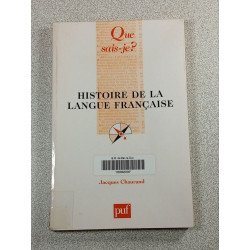 Que
sais-je?
HISTOIRE DE LA
LANGUE FRANÇAISE
Jacques Chaurand
puf